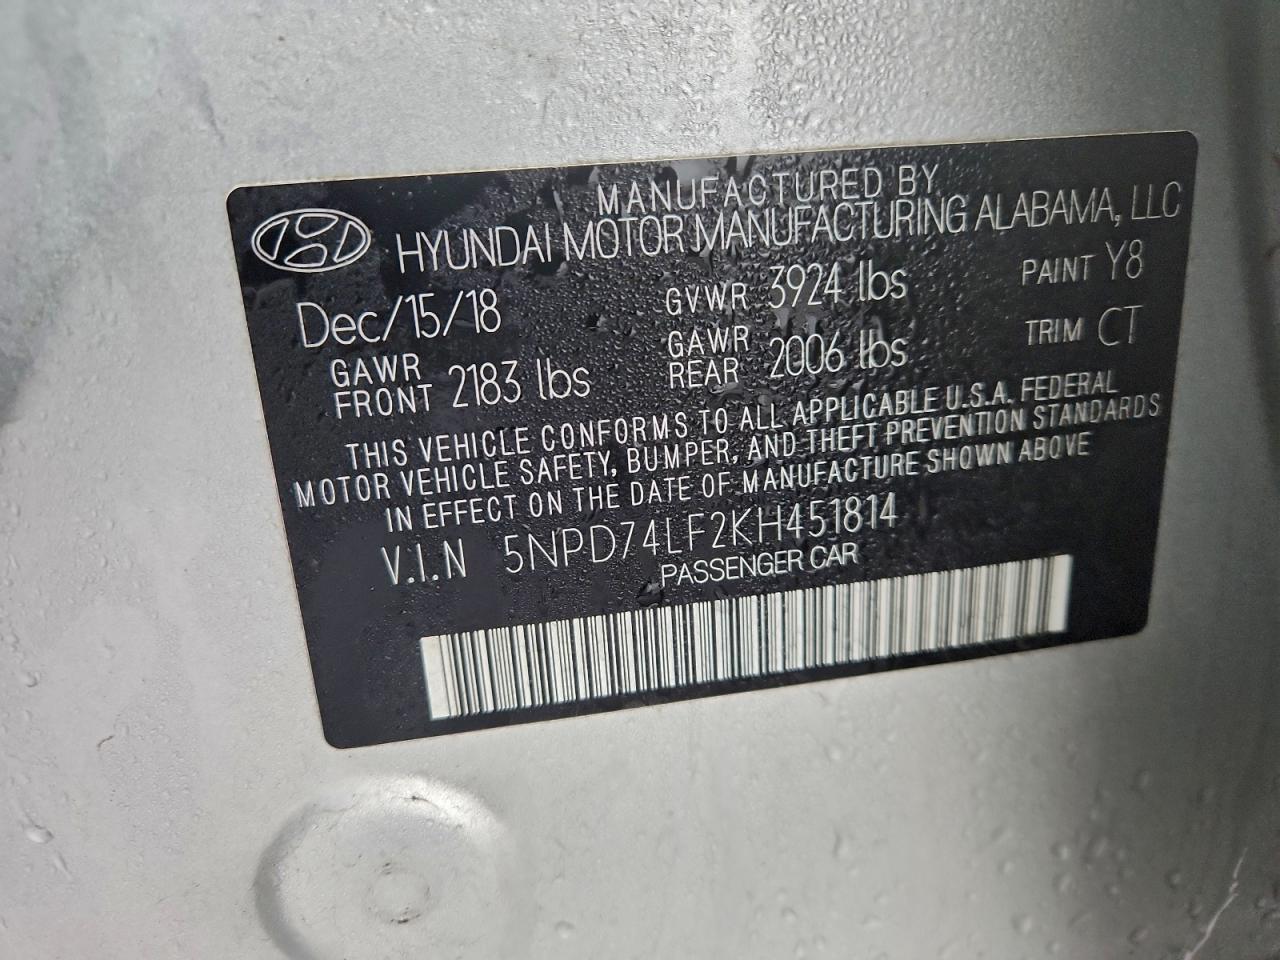 MANUFACTURED BY
HYUNDAI MOTOR MANUFACTURING ALABAMA, LLC
Dec/15/18 GVWR 3924 lbs PAINT Y8
GAWR FRONT 2183 lbs GAWR REAR 2006 lbs TRIM CT
THIS VEHICLE CONFORMS TO ALL APPLICABLE U.S.A. FEDERAL
MOTOR VEHICLE SAFETY, BUMPER, AND THEFT PREVENTION STANDARDS
IN EFFECT ON THE DATE OF MANUFACTURE SHOWN ABOVE
V.I.N 5NPD74LF2KH451814
PASSENGER CAR